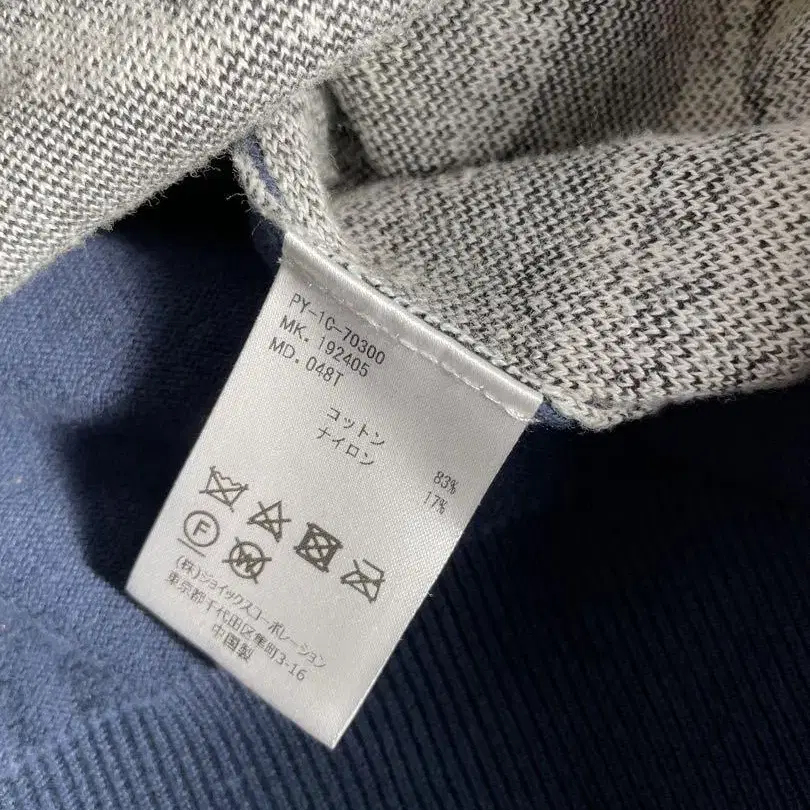 PY-1C-70300
MK. 192405
MD. 048T
コットン 83%
ナイロン 17%
F W
(株)ジョイックスコーポレーション
東京都千代田区隼町3-16
中国製